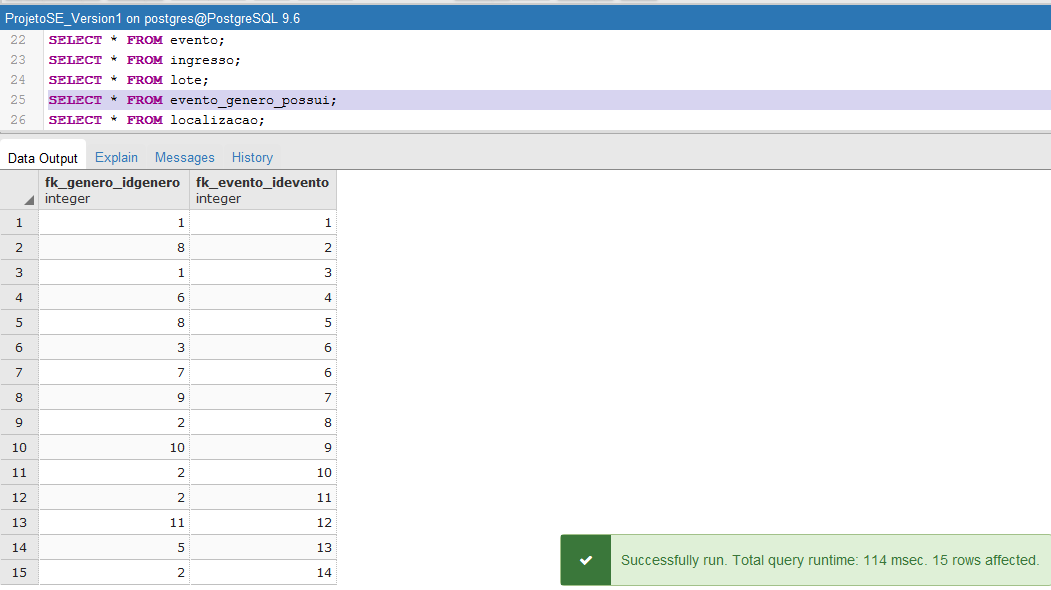 ProjetoSE_Version1 on postgres@PostgreSQL 9.6
22 SELECT * FROM evento;
23 SELECT * FROM ingresso;
24 SELECT * FROM lote;
25 SELECT * FROM evento_genero_possui;
26 SELECT * FROM localizacao;
Data Output Explain Messages History
fk_genero_idgenero fk_evento_idevento
integer integer
1 1 1
2 8 2
3 1 3
4 6 4
5 8 5
6 3 6
7 7 6
8 9 7
9 2 8
10 10 9
11 2 10
12 2 11
13 11 12
14 5 13
15 2 14
Successfully run. Total query runtime: 114 msec. 15 rows affected.